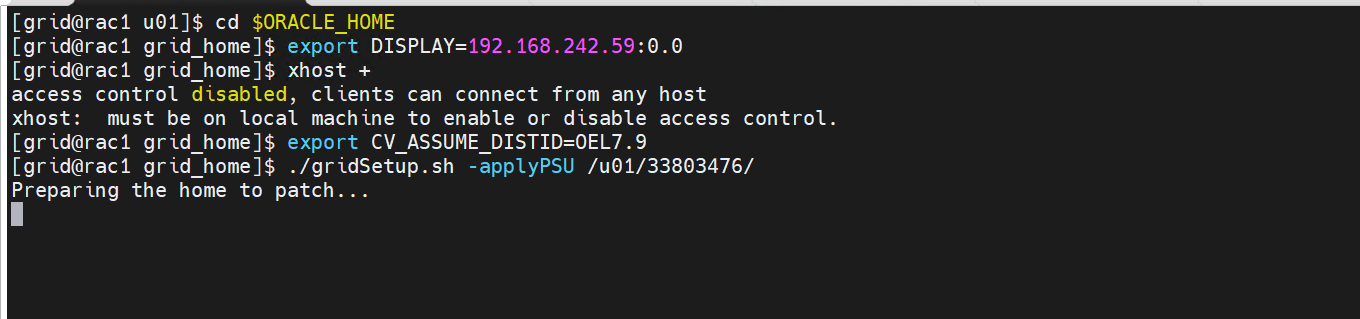 [grid@rac1 u01]$ cd $ORACLE_HOME
[grid@rac1 grid_home]$ export DISPLAY=192.168.242.59:0.0
[grid@rac1 grid_home]$ xhost +
access control disabled, clients can connect from any host
xhost:  must be on local machine to enable or disable access control.
[grid@rac1 grid_home]$ export CV_ASSUME_DISTID=OEL7.9
[grid@rac1 grid_home]$ ./gridSetup.sh -applyPSU /u01/33803476/
Preparing the home to patch...